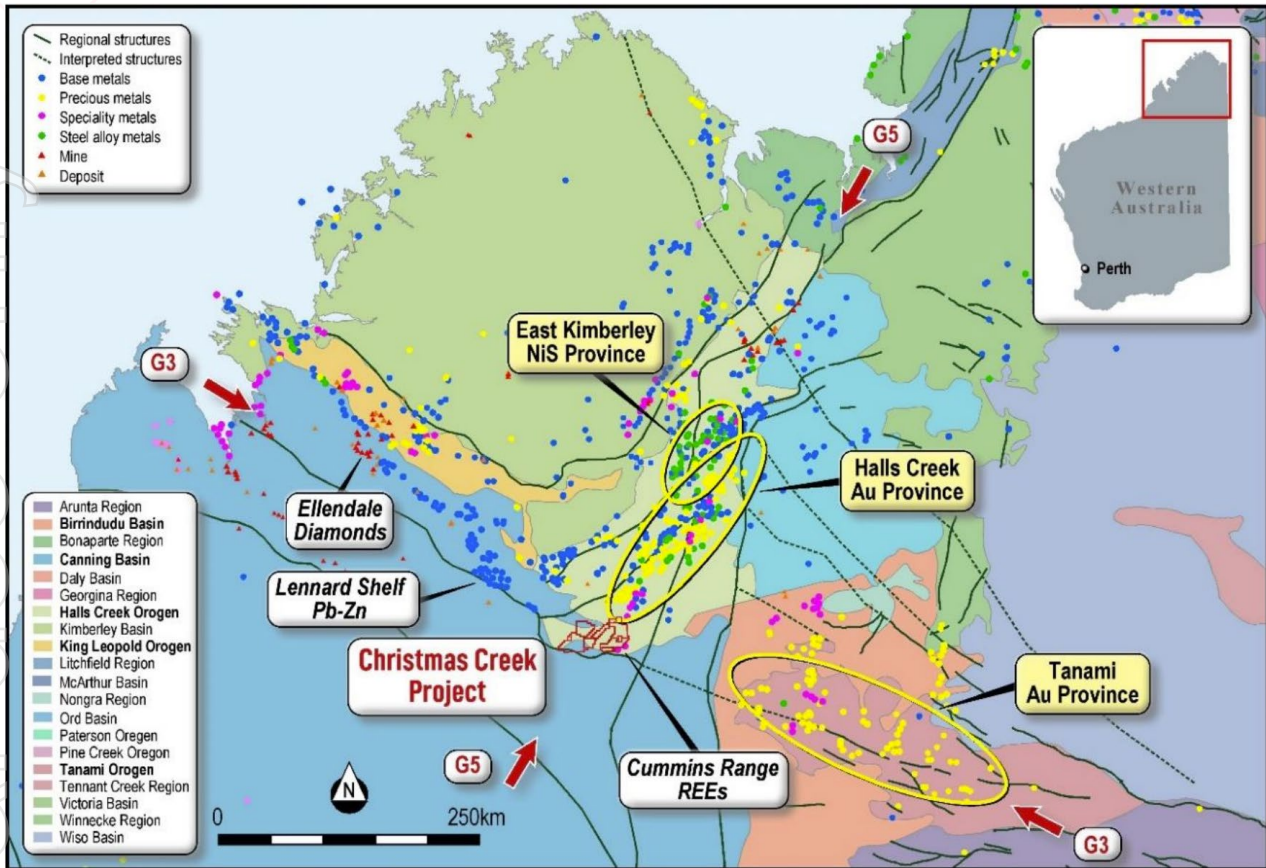 Regional structures
Interpreted structures
Base metals
Precious metals
Speciality metals
Steel alloy metals
Mine
Deposit
G5
Western
Australia
Perth
East Kimberley
NiS Province
G3
Halls Creek
Au Province
Ellendale
Diamonds
Lennard Shelf
Pb-Zn
Christmas Creek
Project
Tanami
Au Province
G5
Cummins Range
REEs
G3
N
0
250km
Arunta Region
Birrindudu Basin
Bonaparte Region
Canning Basin
Daly Basin
Georgina Region
Halls Creek Orogen
Kimberley Basin
King Leopold Orogen
Litchfield Region
McArthur Basin
Nongra Region
Ord Basin
Paterson Oregen
Pine Creek Oregon
Tanami Orogen
Tennant Creek Region
Victoria Basin
Winnecke Region
Wiso Basin